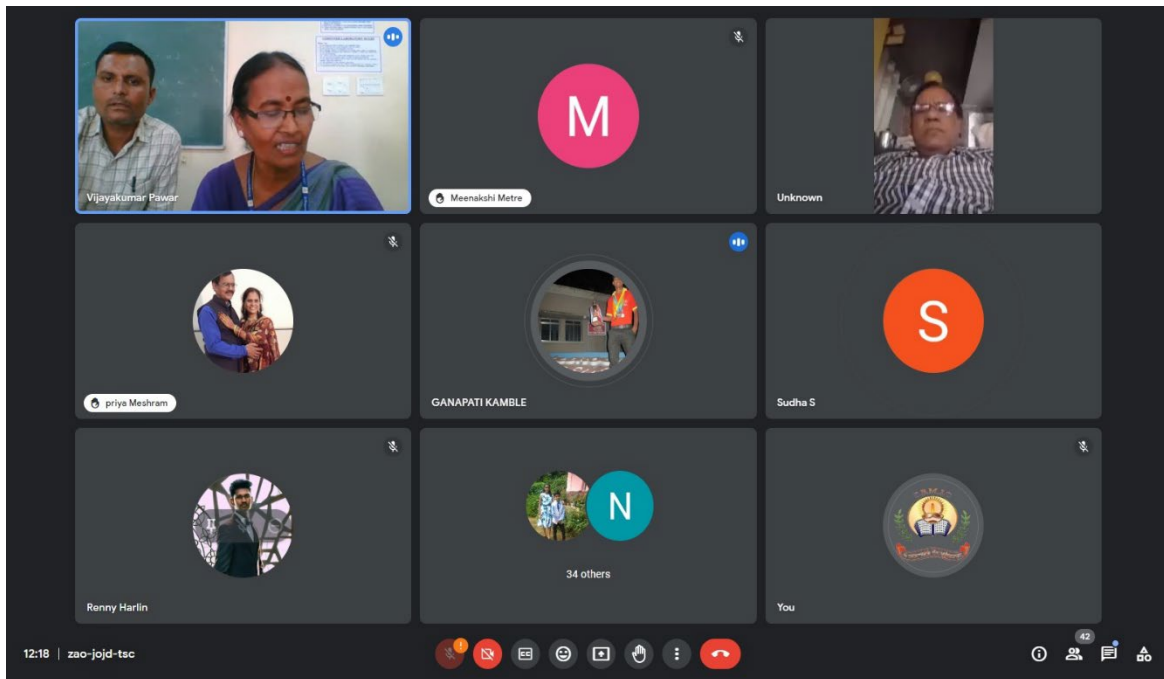 Vijayakumar Pawar
M
Meenakshi Metre
Unknown
priya Meshram
GANAPATI KAMBLE
S
Sudha S
Renny Harlin
N
34 others
You
12:18 | zao-jojd-tsc
!
CC
42